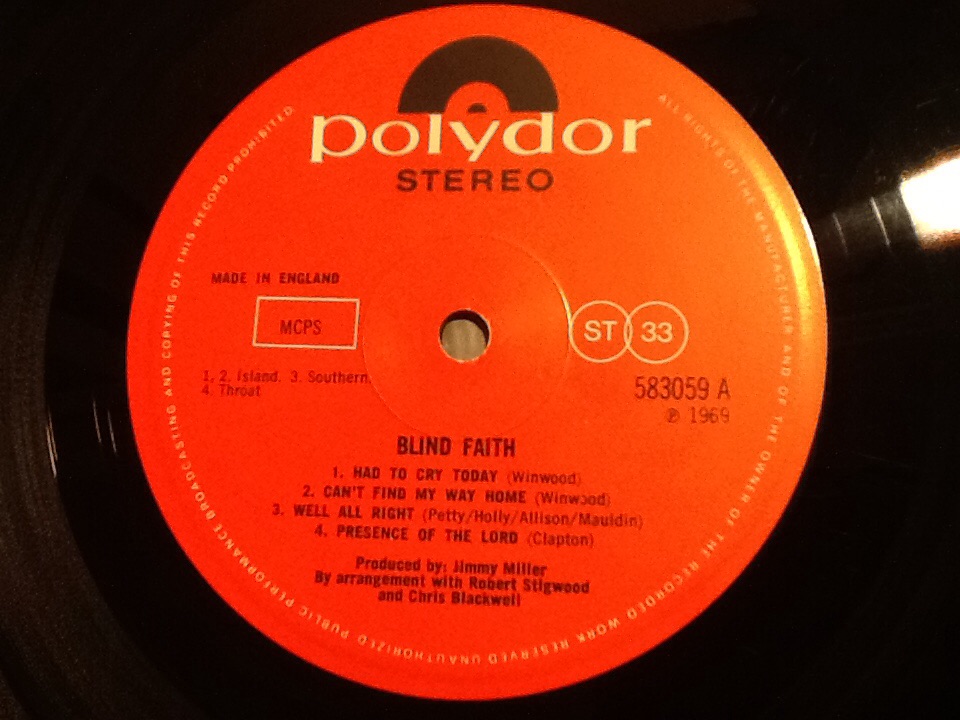 polydor
STEREO
MADE IN ENGLAND
MCPS
ST 33
1, 2. Island. 3. Southern.
4. Throat
583059 A
℗ 1969
BLIND FAITH
1. HAD TO CRY TODAY (Winwood)
2. CAN'T FIND MY WAY HOME (Winwood)
3. WELL ALL RIGHT (Petty/Holly/Allison/Mauldin)
4. PRESENCE OF THE LORD (Clapton)
Produced by: Jimmy Miller
By arrangement with Robert Stigwood
and Chris Blackwell
ALL RIGHTS OF THE MANUFACTURER AND OF THE OWNER OF THE RECORDED WORK RESERVED UNAUTHORIZED PUBLIC PERFORMANCE BROADCASTING AND COPYING OF THIS RECORD PROHIBITED.